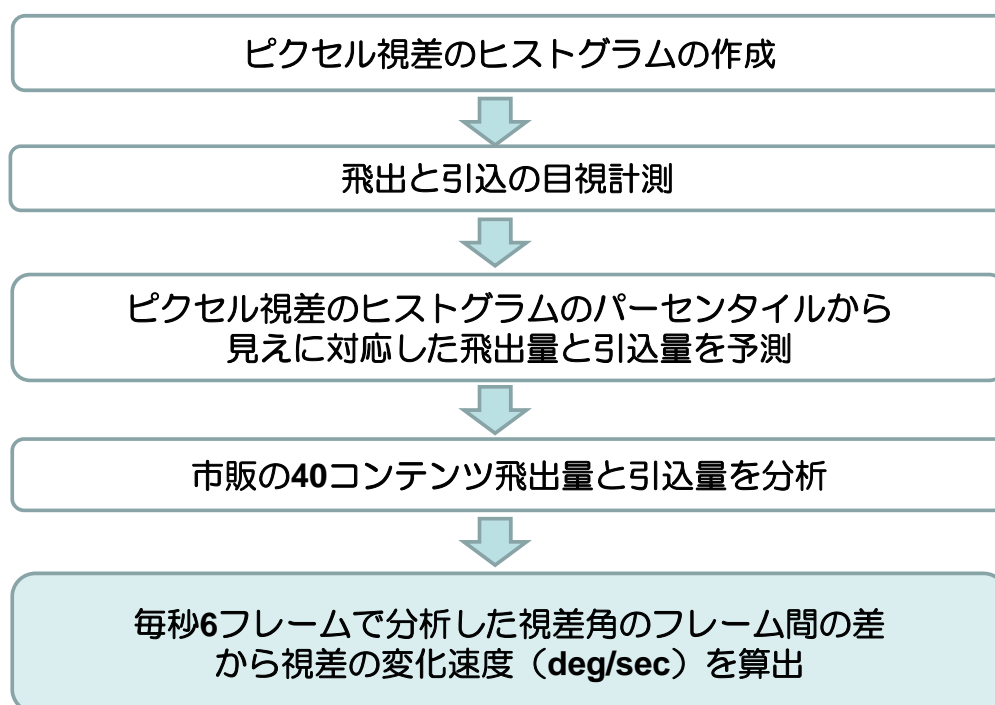 ピクセル視差のヒストグラムの作成
飛出と引込の目視計測
ピクセル視差のヒストグラムのパーセンタイルから
見えに対応した飛出量と引込量を予測
市販の40コンテンツ飛出量と引込量を分析
毎秒6フレームで分析した視差角のフレーム間の差
から視差の変化速度（deg/sec）を算出